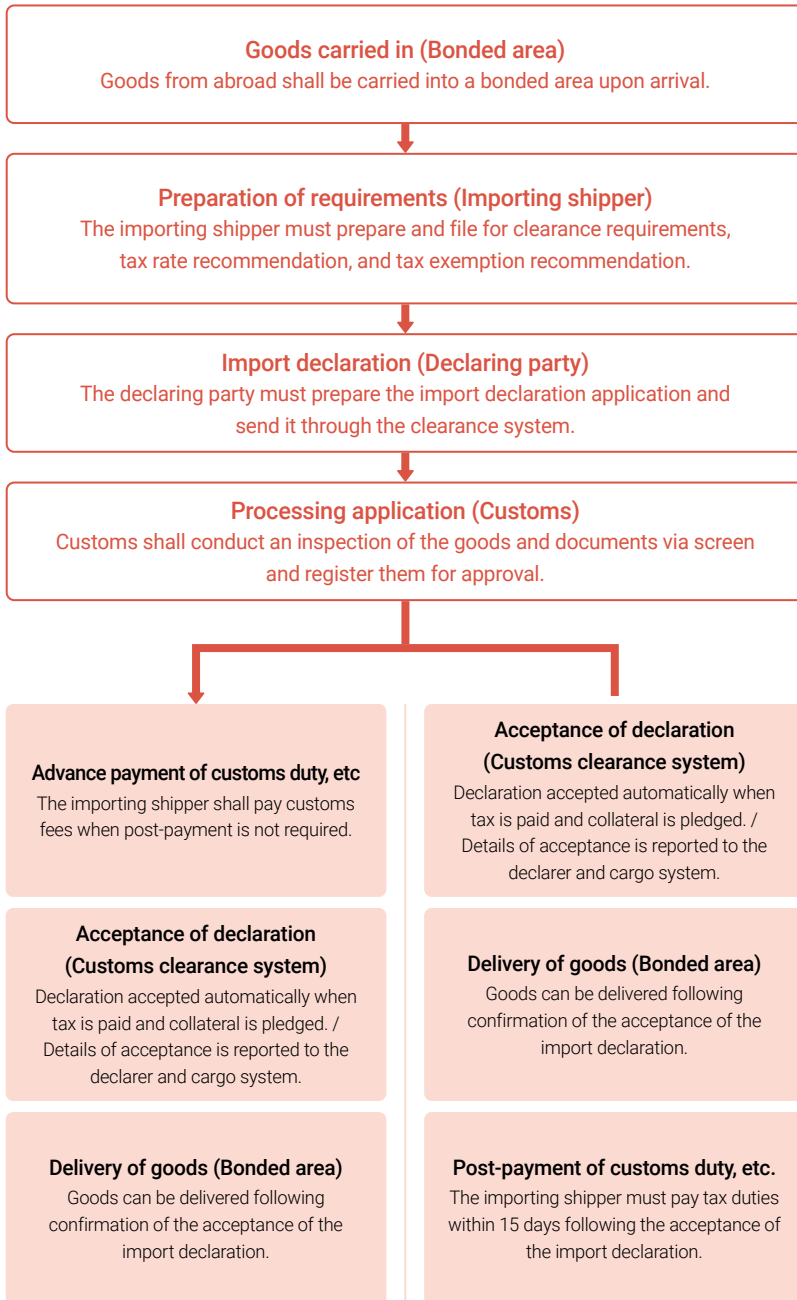 Goods carried in (Bonded area)
Goods from abroad shall be carried into a bonded area upon arrival.
Preparation of requirements (Importing shipper)
The importing shipper must prepare and file for clearance requirements,
tax rate recommendation, and tax exemption recommendation.
Import declaration (Declaring party)
The declaring party must prepare the import declaration application and
send it through the clearance system.
Processing application (Customs)
Customs shall conduct an inspection of the goods and documents via screen
and register them for approval.
Advance payment of customs duty, etc
The importing shipper shall pay customs
fees when post-payment is not required.
Acceptance of declaration
(Customs clearance system)
Declaration accepted automatically when
tax is paid and collateral is pledged. /
Details of acceptance is reported to the
declarer and cargo system.
Delivery of goods (Bonded area)
Goods can be delivered following
confirmation of the acceptance of the
import declaration.
Acceptance of declaration
(Customs clearance system)
Declaration accepted automatically when
tax is paid and collateral is pledged. /
Details of acceptance is reported to the
declarer and cargo system.
Delivery of goods (Bonded area)
Goods can be delivered following
confirmation of the acceptance of the
import declaration.
Post-payment of customs duty, etc.
The importing shipper must pay tax duties
within 15 days following the acceptance of
the import declaration.